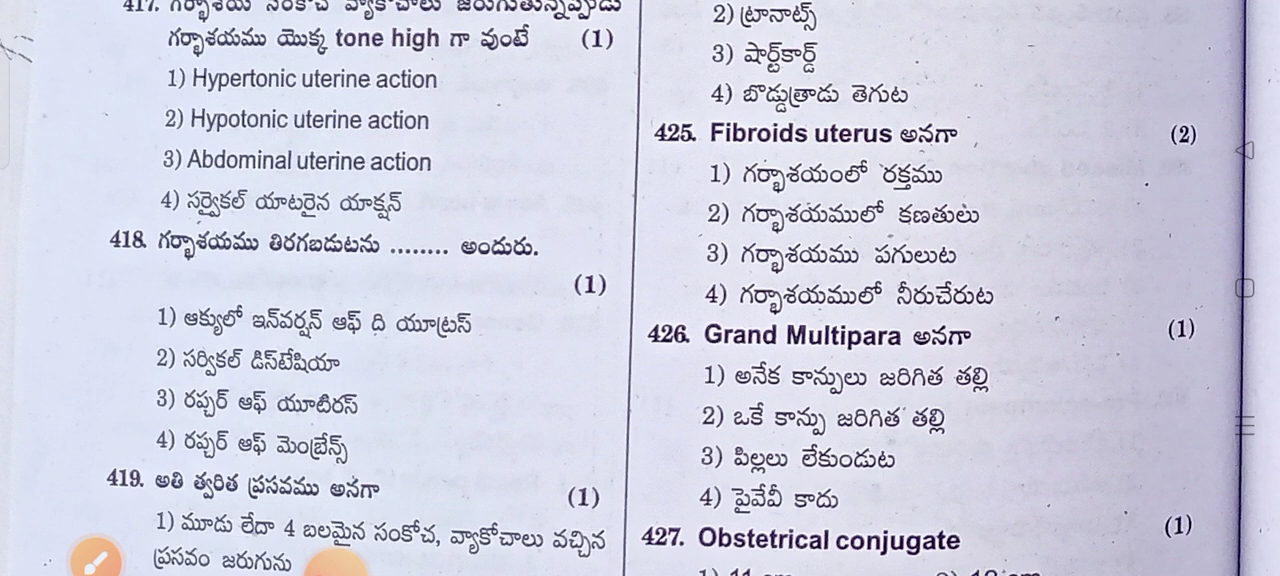 417. గర్భాశయ సంకోచ వ్యాకోచాలు జరుగుతున్నప్పుడు
గర్భాశయము యొక్క tone high గా వుంటే (1)
1) Hypertonic uterine action
2) Hypotonic uterine action
3) Abdominal uterine action
4) సర్వైకల్ యాటరైన యాక్షన్
418. గర్భాశయము తిరగబడుటను ........ అందురు.
(1)
1) ఆక్యులో ఇన్‌వర్షన్ ఆఫ్ ది యూట్రస్
2) సర్వికల్ డిస్‌టేషియా
3) రప్చర్ ఆఫ్ యూటిరస్
4) రప్చర్ ఆఫ్ మెంబ్రేన్స్
419. అతి త్వరిత ప్రసవము అనగా (1)
1) మూడు లేదా 4 బలమైన సంకోచ, వ్యాకోచాలు వచ్చిన
ప్రసవం జరుగును
2) ట్రానాట్స్
3) షార్ట్‌కార్డ్
4) బొడ్డుత్రాడు తెగుట
425. Fibroids uterus అనగా (2)
1) గర్భాశయంలో రక్తము
2) గర్భాశయములో కణతులు
3) గర్భాశయము పగులుట
4) గర్భాశయములో నీరుచేరుట
426. Grand Multipara అనగా (1)
1) అనేక కాన్పులు జరిగిత తల్లి
2) ఒకే కాన్పు జరిగిత తల్లి
3) పిల్లలు లేకుండుట
4) పైవేవీ కాదు
427. Obstetrical conjugate (1)